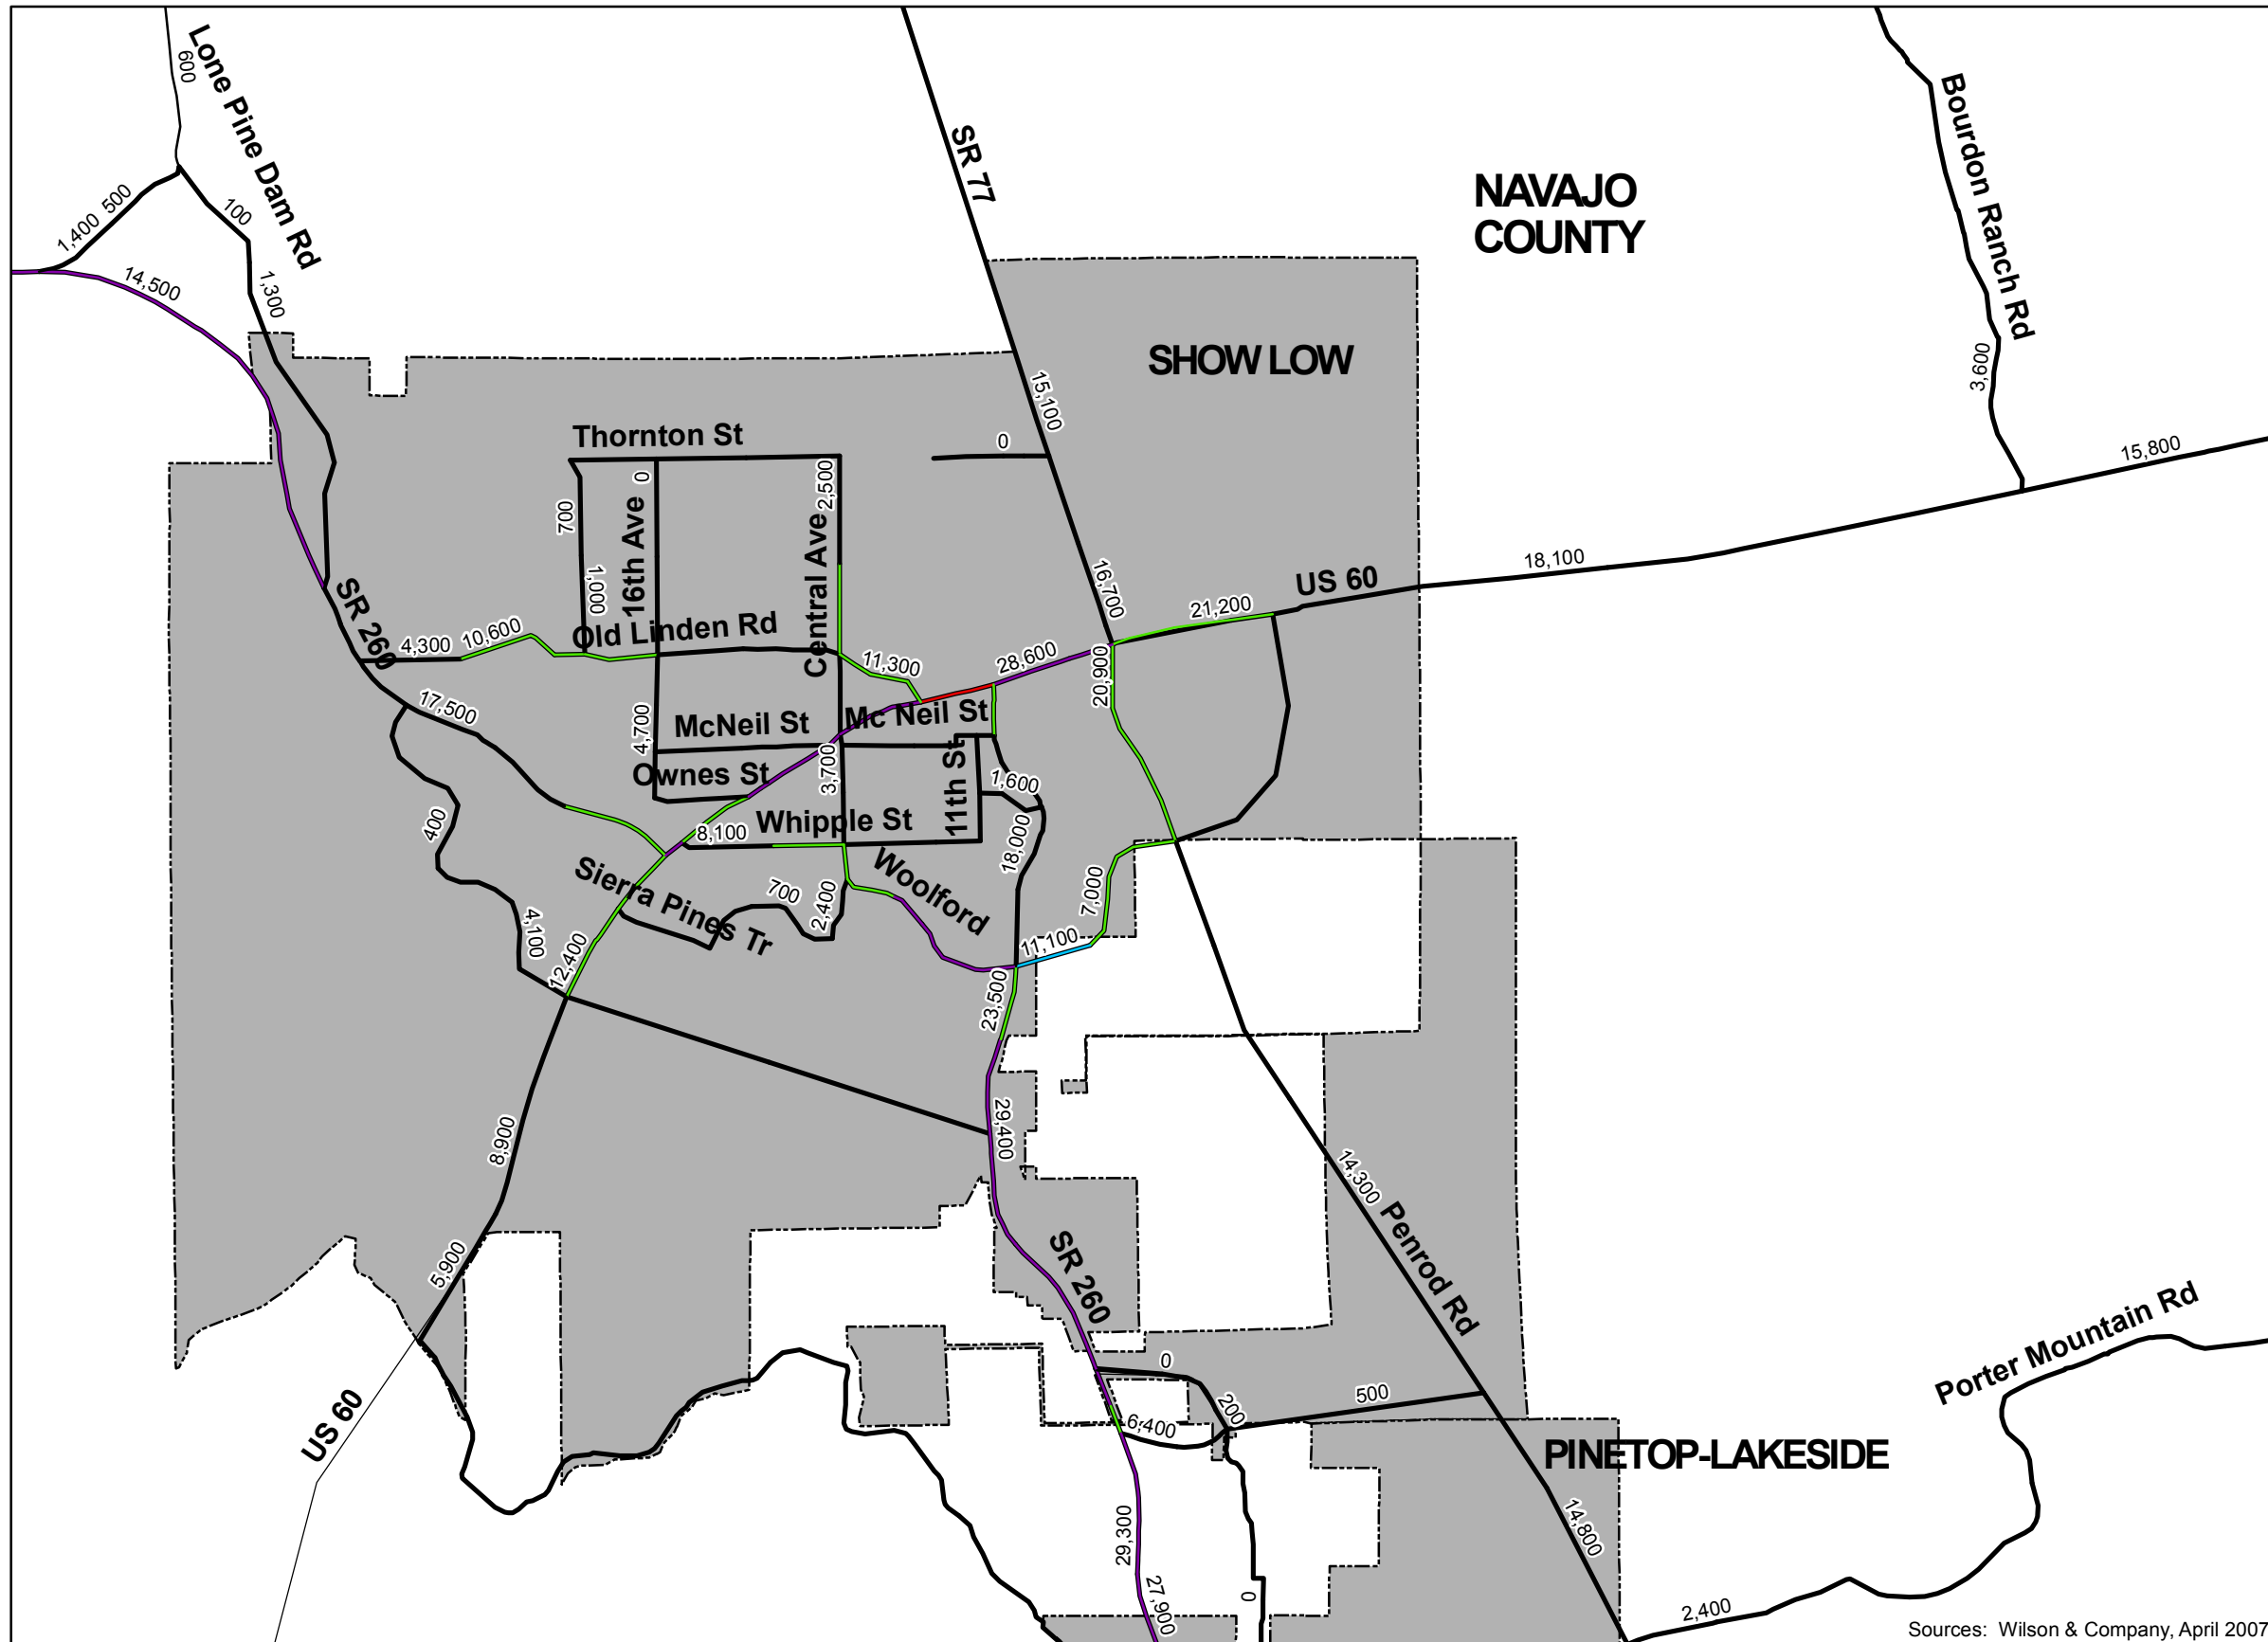 Lone Pine Dam Rd
600
1,400
500
100
1,300
14,500
SR 77
NAVAJO
COUNTY
Bourdon Ranch Rd
3,600
SHOW LOW
15,100
0
15,800
18,100
Thornton St
0
2,500
700
1,000
16th Ave
Central Ave
16,700
21,200
US 60
SR 260
4,300
10,600
Old Linden Rd
11,300
28,600
20,900
17,500
4,700
McNeil St
Mc Neil St
3,700
Ownes St
11th St
1,600
400
8,100
Whipple St
18,000
Sierra Pines Tr
700
2,400
Woolford
7,000
4,100
12,400
11,100
23,500
8,900
29,400
14,300
Penrod Rd
5,900
SR 260
US 60
0
500
200
6,400
Porter Mountain Rd
PINETOP-LAKESIDE
29,300
14,800
27,900
0
2,400
Sources: Wilson & Company, April 2007